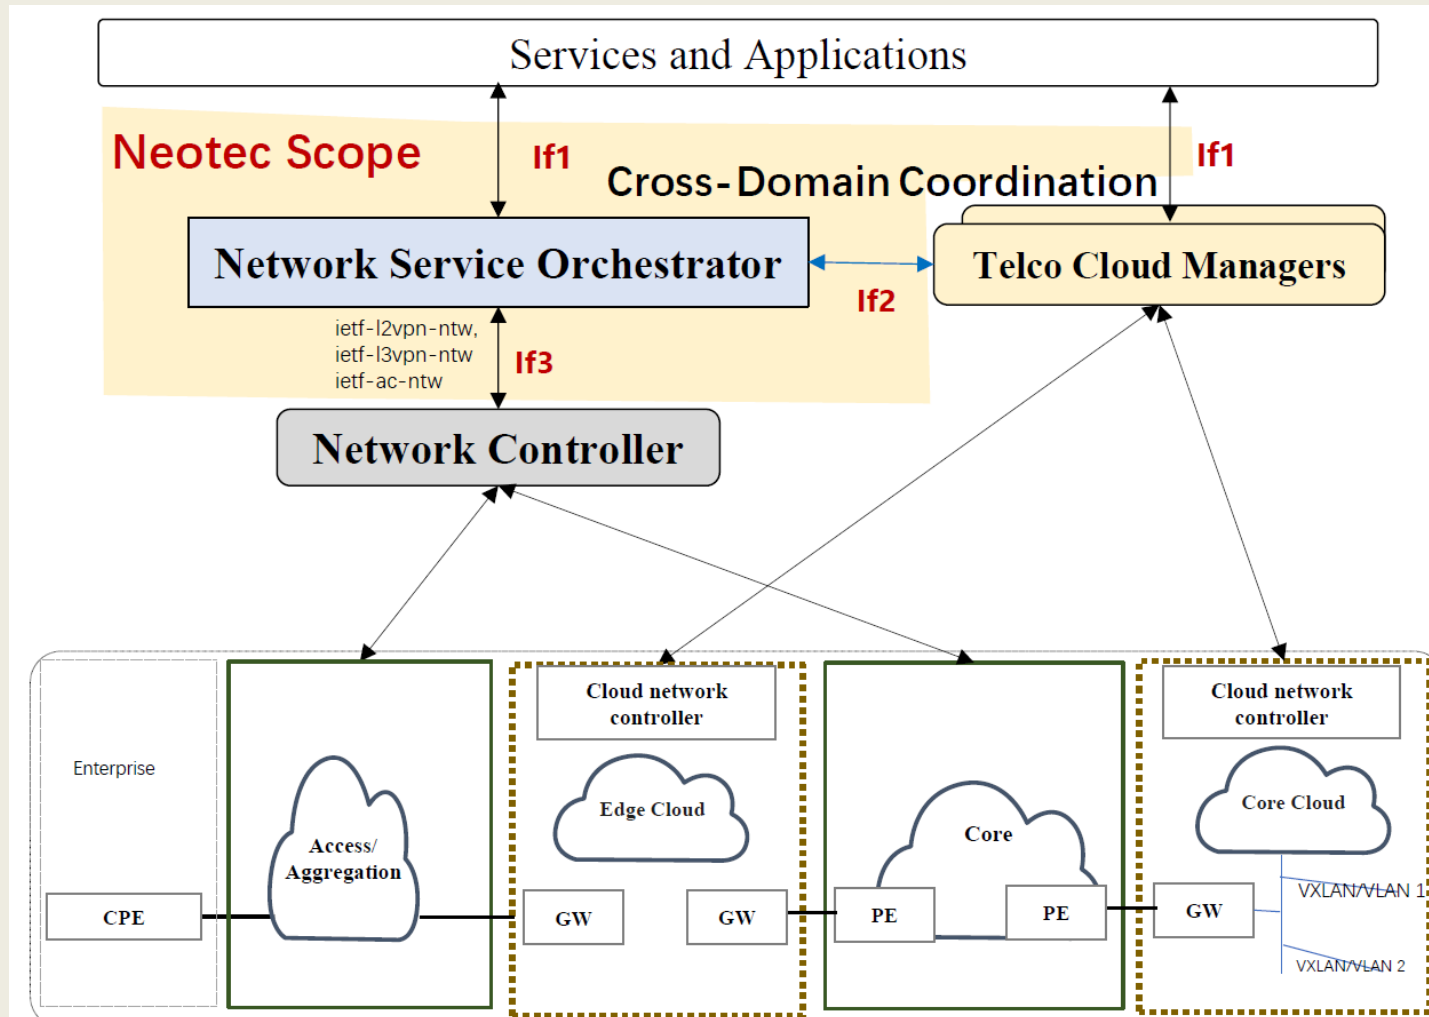 Services and Applications
Neotec Scope
If1
If1
Cross-Domain Coordination
Network Service Orchestrator
Telco Cloud Managers
If2
ietf-l2vpn-ntw,
ietf-l3vpn-ntw
ietf-ac-ntw
If3
Network Controller
Enterprise
Cloud network
controller
Cloud network
controller
Edge Cloud
Core Cloud
Access/
Aggregation
Core
CPE
GW
GW
PE
PE
GW
VXLAN/VLAN 1
VXLAN/VLAN 2